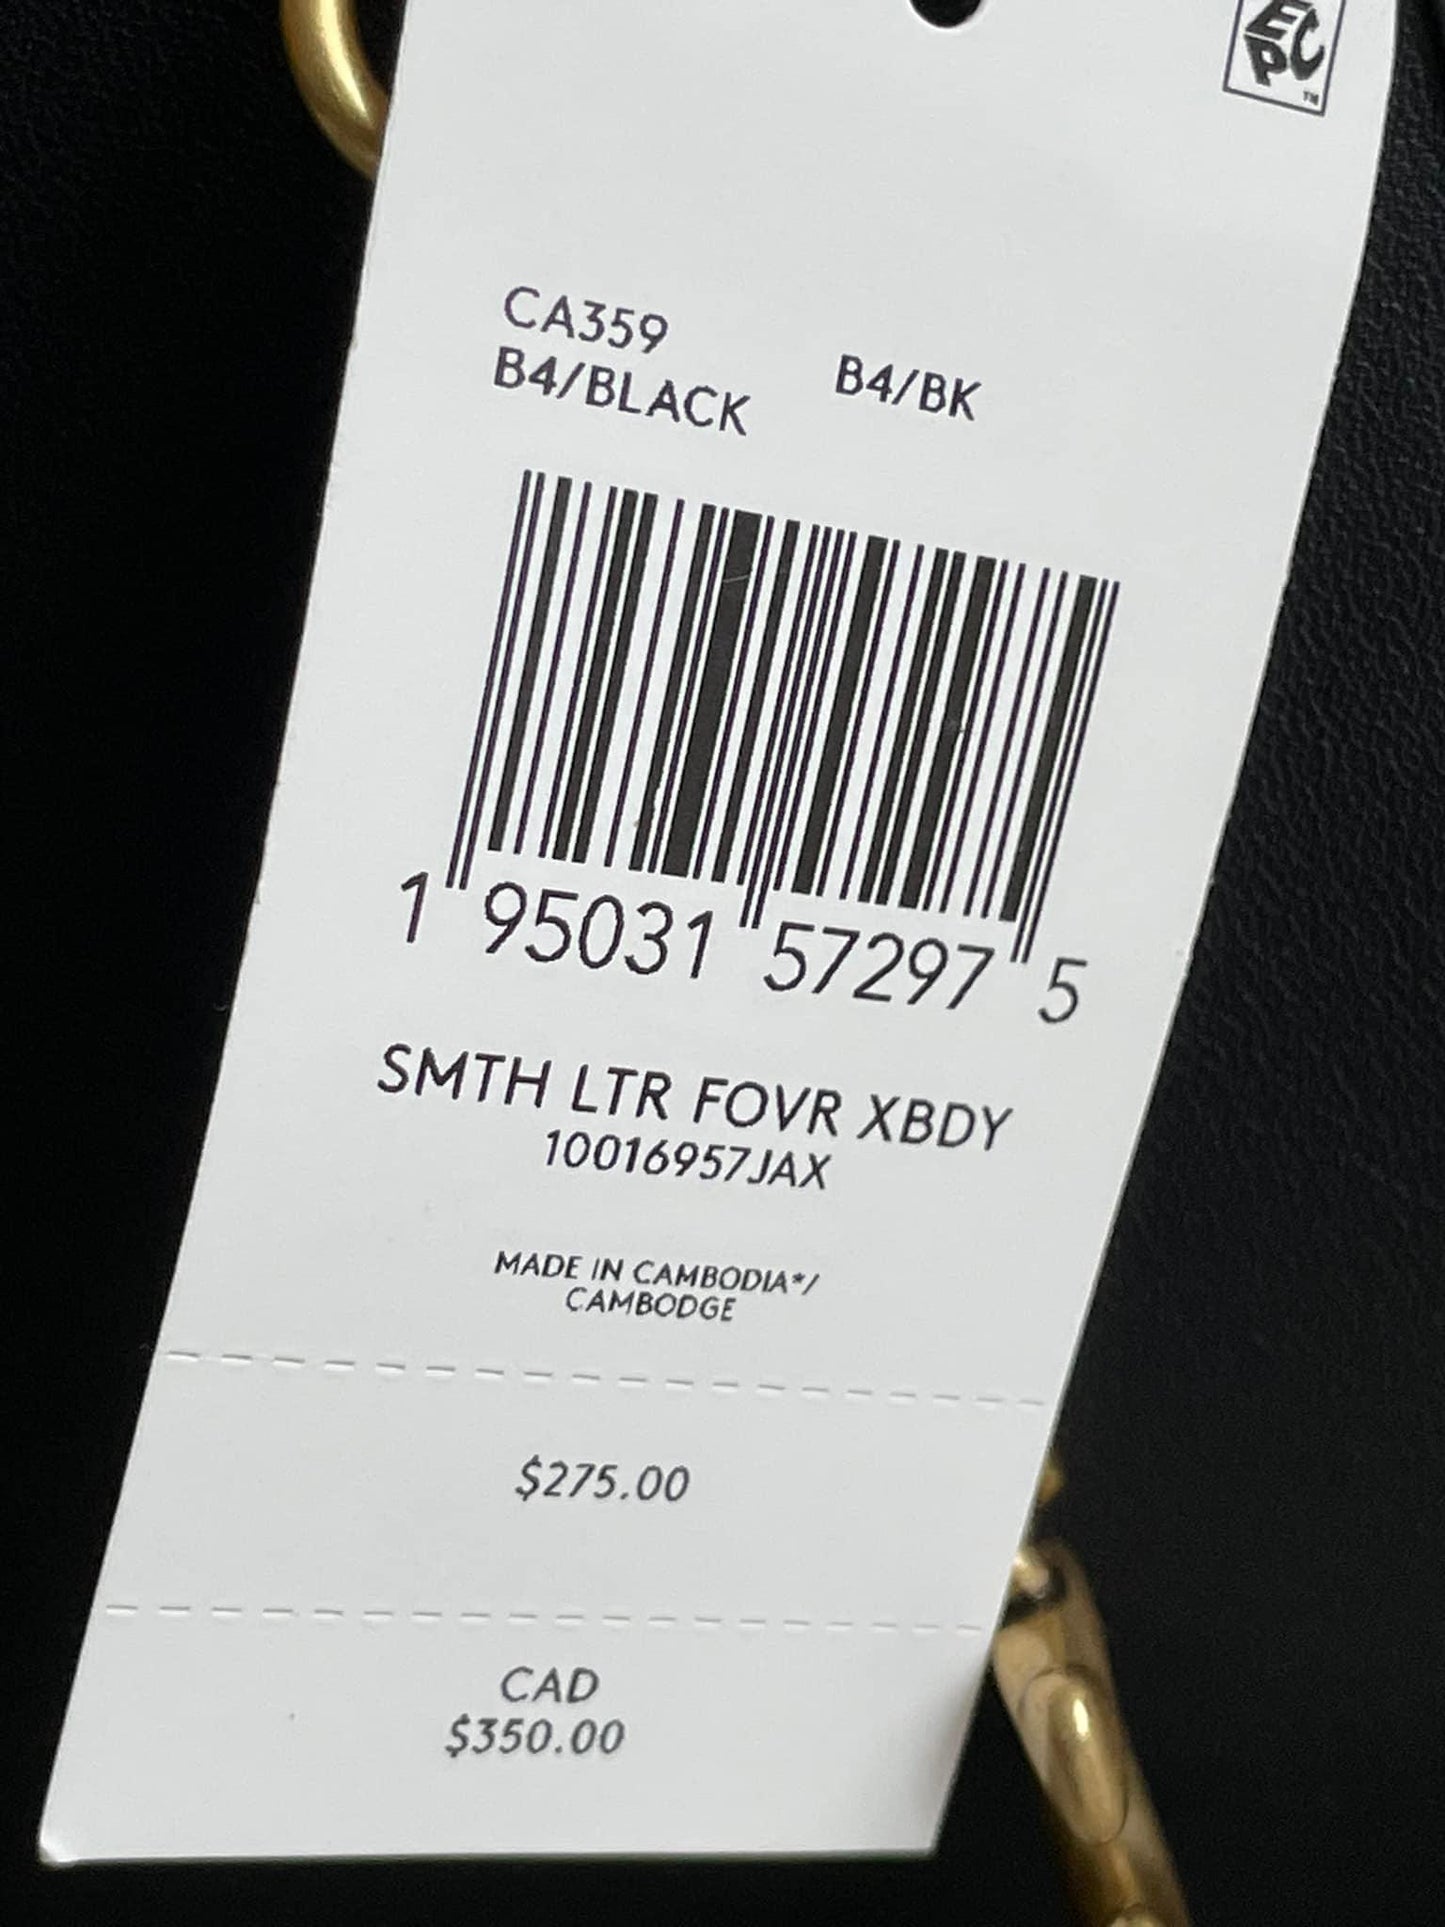 EPC
TM
CA359
B4/BLACK B4/BK
1 95031 57297 5
SMTH LTR FOVR XBDY
10016957JAX
MADE IN CAMBODIA*/
CAMBODGE
$275.00
CAD
$350.00